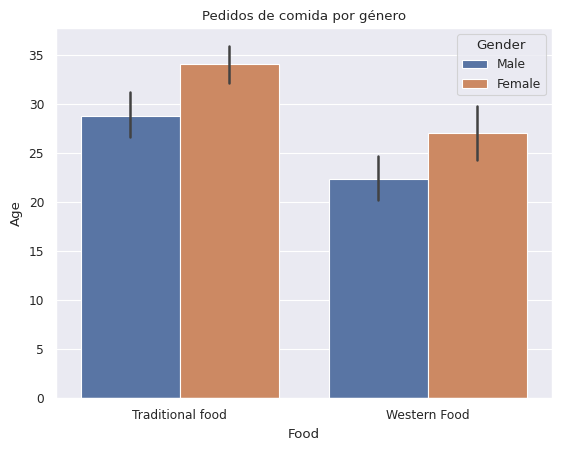 Pedidos de comida por género
Gender
Male
Female
35
30
25
20
15
10
5
0
Age
Traditional food
Western Food
Food